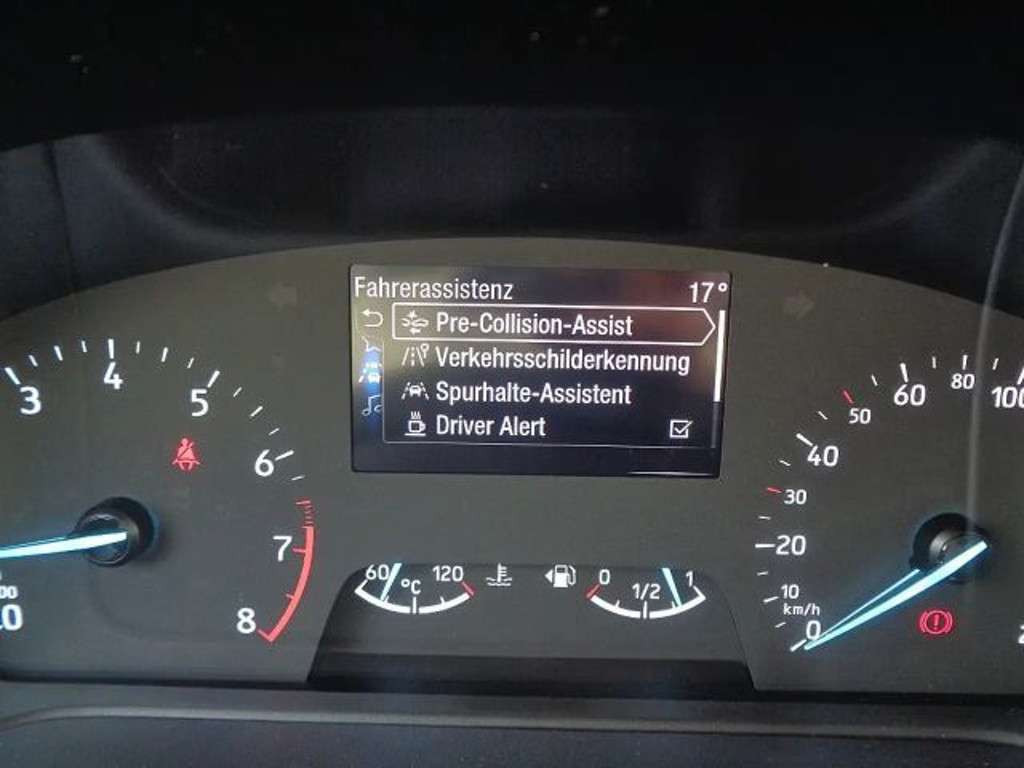 Fahrerassistenz 17°
Pre-Collision-Assist
Verkehrsschilderkennung
Spurhalte-Assistent
Driver Alert
3 4 5 6 7 8
60 °C 120
0 1/2 1
0 10 20 30 40 50 60 80 100
km/h